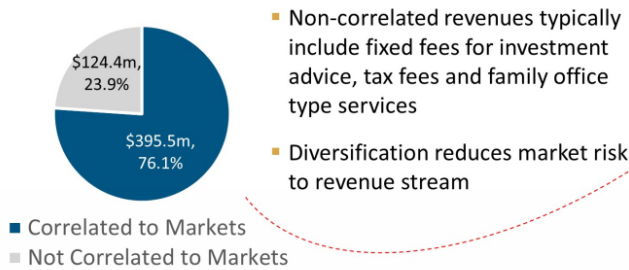 $124.4m,
23.9%
$395.5m,
76.1%
Correlated to Markets
Not Correlated to Markets
Non-correlated revenues typically
include fixed fees for investment
advice, tax fees and family office
type services
Diversification reduces market risk
to revenue stream